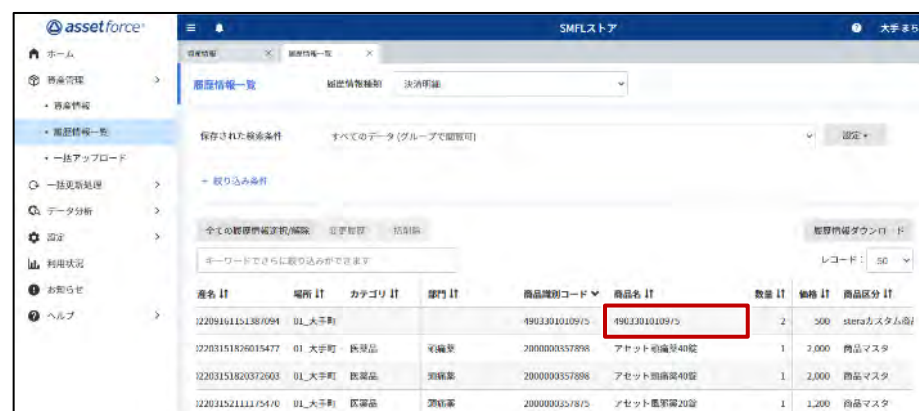 assetforce
SMFLストア
大手まち
ホーム
資産情報 ×
履歴情報一覧 ×
資産管理
資産情報
履歴情報一覧
一括アップロード
一括更新処理
データ分析
設定
利用状況
お知らせ
ヘルプ
履歴情報一覧
履歴情報種類
決済明細
保存された検索条件
すべてのデータ (グループで閲覧可)
設定
+ 絞り込み条件
全ての履歴情報選択/解除
変更履歴
一括削除
履歴情報ダウンロード
キーワードでさらに絞り込みができます
レコード: 50
産名 場所 カテゴリ 部門 商品識別コード 商品名 数量 価格 商品区分
I2209161151387094 01_大手町 4903301010975 4903301010975 2 500 steraカスタム商
I2203151826015477 01_大手町 医薬品 頭痛薬 2000000357898 アセット頭痛薬40錠 1 2,000 商品マスタ
I2203151820372603 01_大手町 医薬品 頭痛薬 2000000357898 アセット頭痛薬40錠 1 2,000 商品マスタ
I2203152111175470 01_大手町 医薬品 頭痛薬 2000000357875 アセット風邪薬20錠 1 1,200 商品マスタ